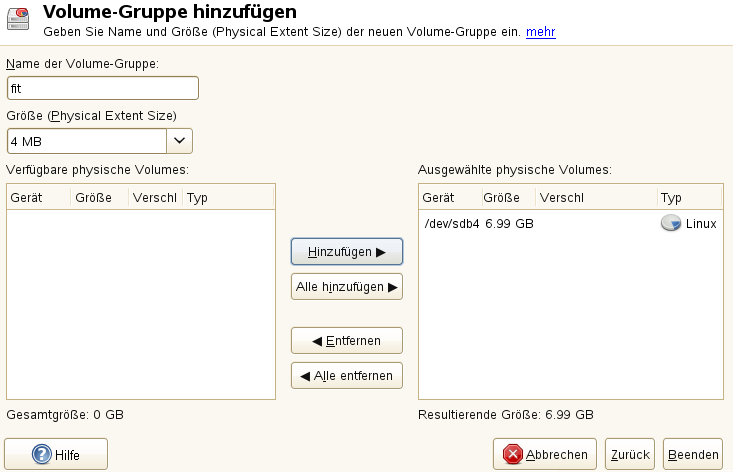 Volume-Gruppe hinzufügen
Geben Sie Name und Größe (Physical Extent Size) der neuen Volume-Gruppe ein. mehr
Name der Volume-Gruppe:
fit
Größe (Physical Extent Size)
4 MB
Verfügbare physische Volumes:
Gerät Größe Verschl Typ
Gesamtgröße: 0 GB
Hinzufügen ▶
Alle hinzufügen ▶
◀ Entfernen
◀ Alle entfernen
Ausgewählte physische Volumes:
Gerät Größe Verschl Typ
/dev/sdb4 6.99 GB Linux
Resultierende Größe: 6.99 GB
Hilfe
Abbrechen
Zurück
Beenden